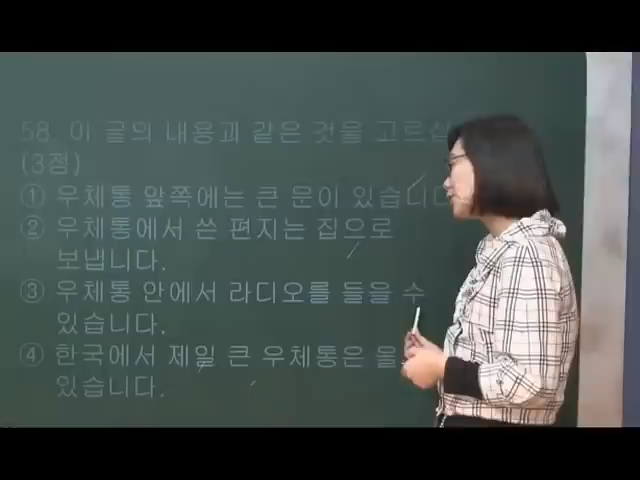 58. 이 글의 내용과 같은 것을 고르십
(3점)
① 우체통 앞쪽에는 큰 문이 있습니다
② 우체통에서 쓴 편지는 집으로
보냅니다.
③ 우체통 안에서 라디오를 들을 수
있습니다.
④ 한국에서 제일 큰 우체통은 을
있습니다.